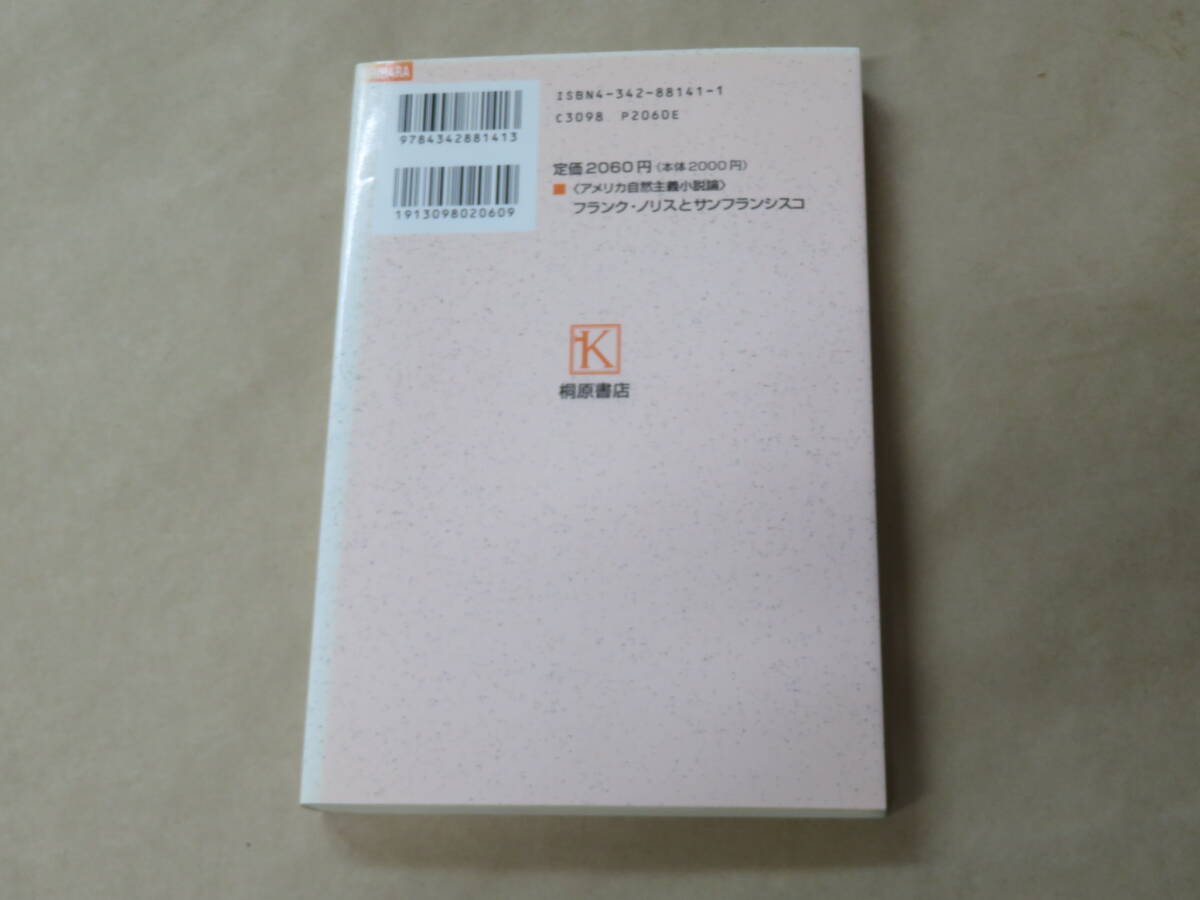 ISBN4-342-88141-1
C3098 P2060E
9784342881413
定価2060円（本体2000円）
1913098020609
■〈アメリカ自然主義小説論〉
フランク・ノリスとサンフランシスコ
K
桐原書店